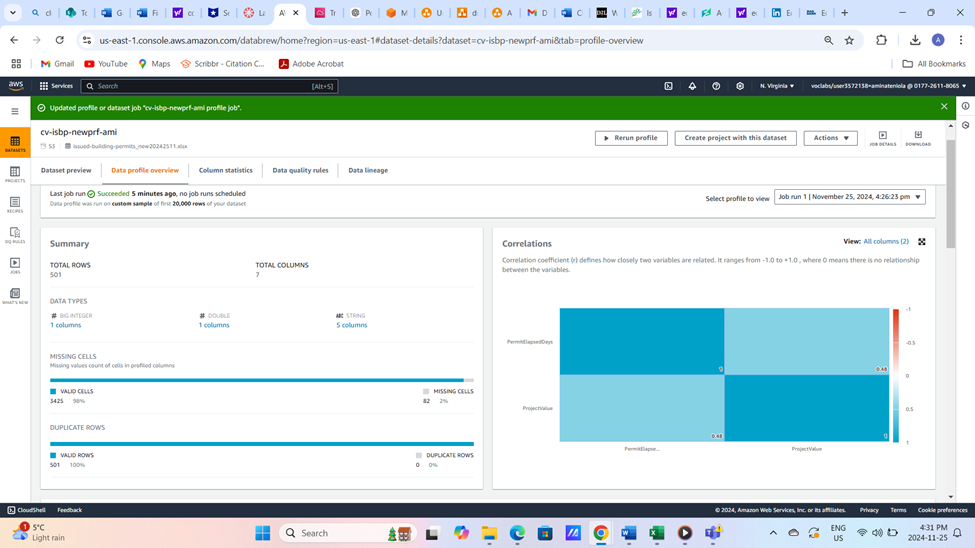 us-east-1.console.aws.amazon.com/databrew/home?region=us-east-1#dataset-details?dataset=cv-isbp-newprf-ami&tab=profile-overview
Gmail YouTube Maps Scribbr - Citation C... Adobe Acrobat All Bookmarks
aws Services Search [Alt+S] N. Virginia voclabs/user3572138=aminateniola @ 0177-2611-8065
Updated profile or dataset job "cv-isbp-newprf-ami profile job".
DATASETS
PROJECTS
RECIPES
DQ RULES
JOBS
WHAT'S NEW
cv-isbp-newprf-ami
S3 issued-building-permits_new20242511.xlsx
Rerun profile Create project with this dataset Actions JOB DETAILS DOWNLOAD
Dataset preview Data profile overview Column statistics Data quality rules Data lineage
Last job run Succeeded 5 minutes ago, no job runs scheduled
Data profile was run on custom sample of first 20,000 rows of your dataset
Select profile to view Job run 1 | November 25, 2024, 4:26:23 pm
Summary
TOTAL ROWS TOTAL COLUMNS
501 7
DATA TYPES
# BIG INTEGER # DOUBLE ABC STRING
1 columns 1 columns 5 columns
MISSING CELLS
Missing values count of cells in profiled columns
VALID CELLS MISSING CELLS
3425 98% 82 2%
DUPLICATE ROWS
VALID ROWS DUPLICATE ROWS
501 100% 0 0%
Correlations View: All columns (2)
Correlation coefficient (r) defines how closely two variables are related. It ranges from -1.0 to +1.0 , where 0 means there is no relationship
between the variables.
PermitElapsedDays
ProjectValue
1 0.48
0.48 1
PermitElapse... ProjectValue
-1
-0.5
0
0.5
1
CloudShell Feedback © 2024, Amazon Web Services, Inc. or its affiliates. Privacy Terms Cookie preferences
5°C
Light rain
Search
ENG
US
4:31 PM
2024-11-25